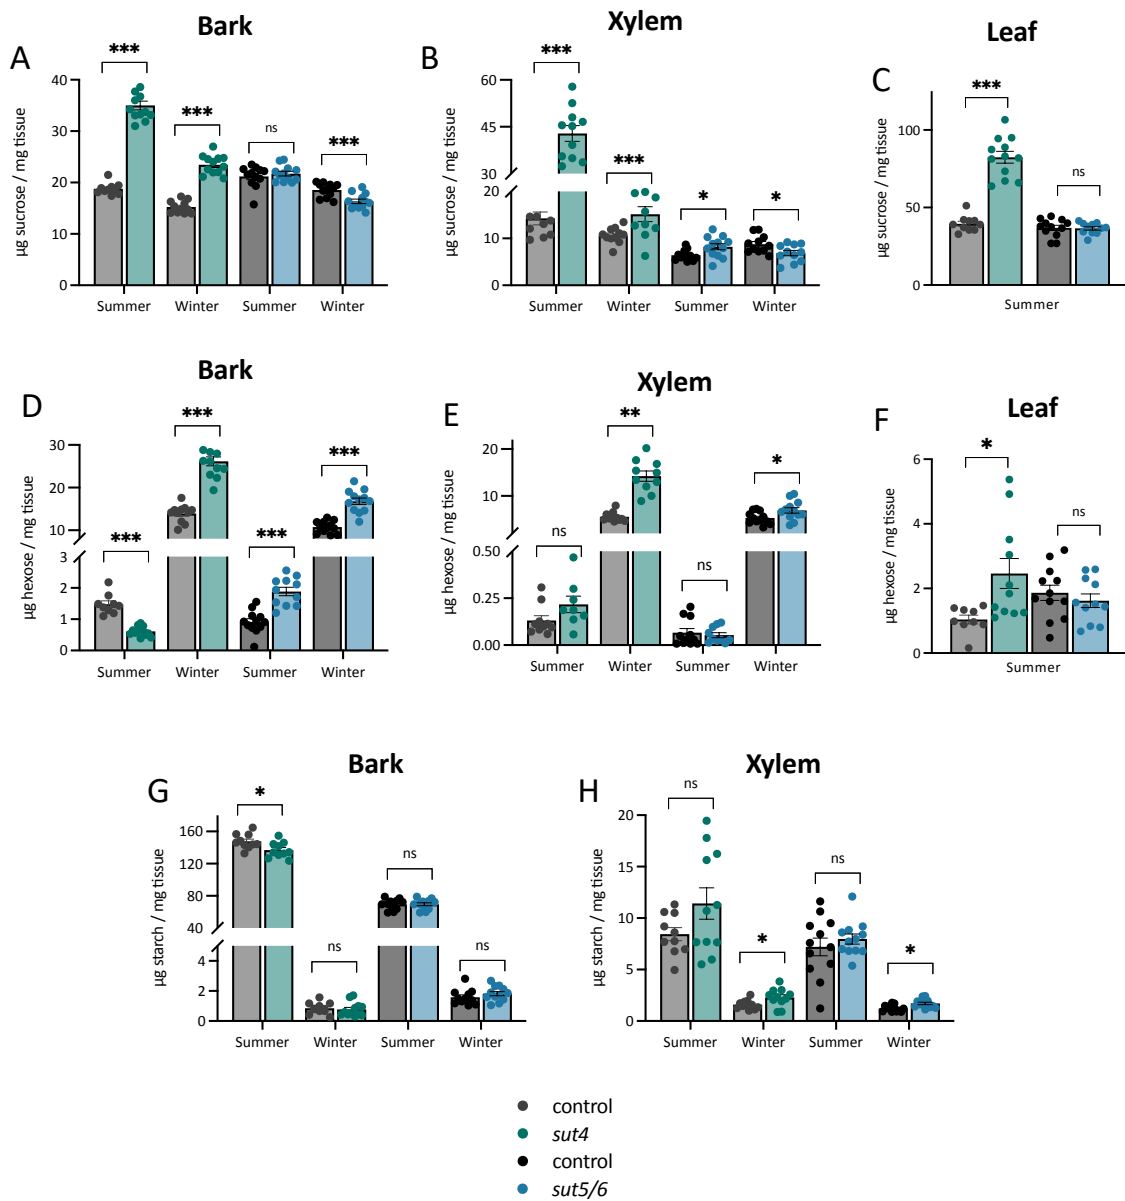 Bark
Xylem
Leaf
A
B
C
***
***
ns
***
40
30
20
10
0
µg sucrose / mg tissue
Summer
Winter
Summer
Winter
***
***
*
*
60
45
30
20
10
0
µg sucrose / mg tissue
Summer
Winter
Summer
Winter
***
ns
100
50
0
µg sucrose / mg tissue
Summer
Bark
Xylem
Leaf
D
E
F
***
***
***
***
30
20
10
3
2
1
0
µg hexose / mg tissue
Summer
Winter
Summer
Winter
ns
**
ns
*
20
10
0.50
0.25
0.00
µg hexose / mg tissue
Summer
Winter
Summer
Winter
*
ns
6
4
2
0
µg hexose / mg tissue
Summer
Bark
Xylem
G
H
*
ns
ns
ns
160
120
80
40
4
2
0
µg starch / mg tissue
Summer
Winter
Summer
Winter
ns
*
ns
*
20
15
10
5
0
µg starch / mg tissue
Summer
Winter
Summer
Winter
control
sut4
control
sut5/6